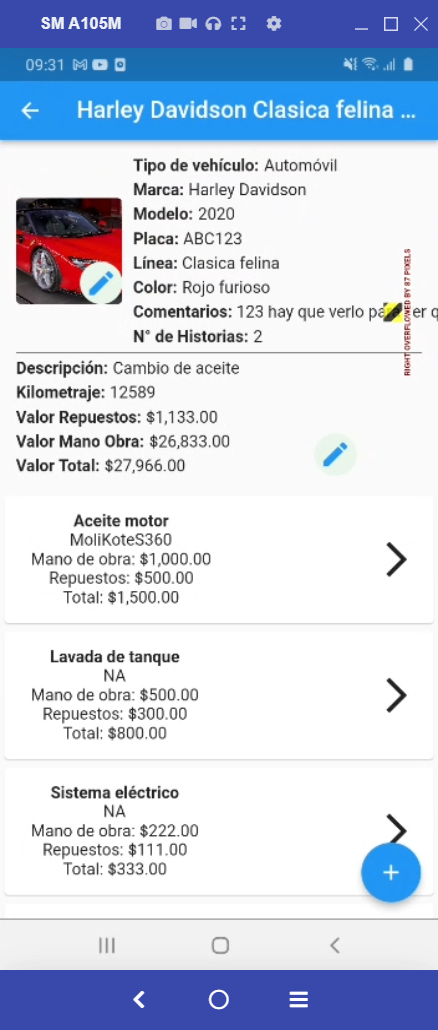 SM A105M
09:31
Harley Davidson Clasica felina ...
Tipo de vehículo: Automóvil
Marca: Harley Davidson
Modelo: 2020
Placa: ABC123
Línea: Clasica felina
Color: Rojo furioso
Comentarios: 123 hay que verlo pa er q
N° de Historias: 2
RIGHT OVERFLOWED BY 87 PIXELS
Descripción: Cambio de aceite
Kilometraje: 12589
Valor Repuestos: $1,133.00
Valor Mano Obra: $26,833.00
Valor Total: $27,966.00
Aceite motor
MoliKoteS360
Mano de obra: $1,000.00
Repuestos: $500.00
Total: $1,500.00
Lavada de tanque
NA
Mano de obra: $500.00
Repuestos: $300.00
Total: $800.00
Sistema eléctrico
NA
Mano de obra: $222.00
Repuestos: $111.00
Total: $333.00